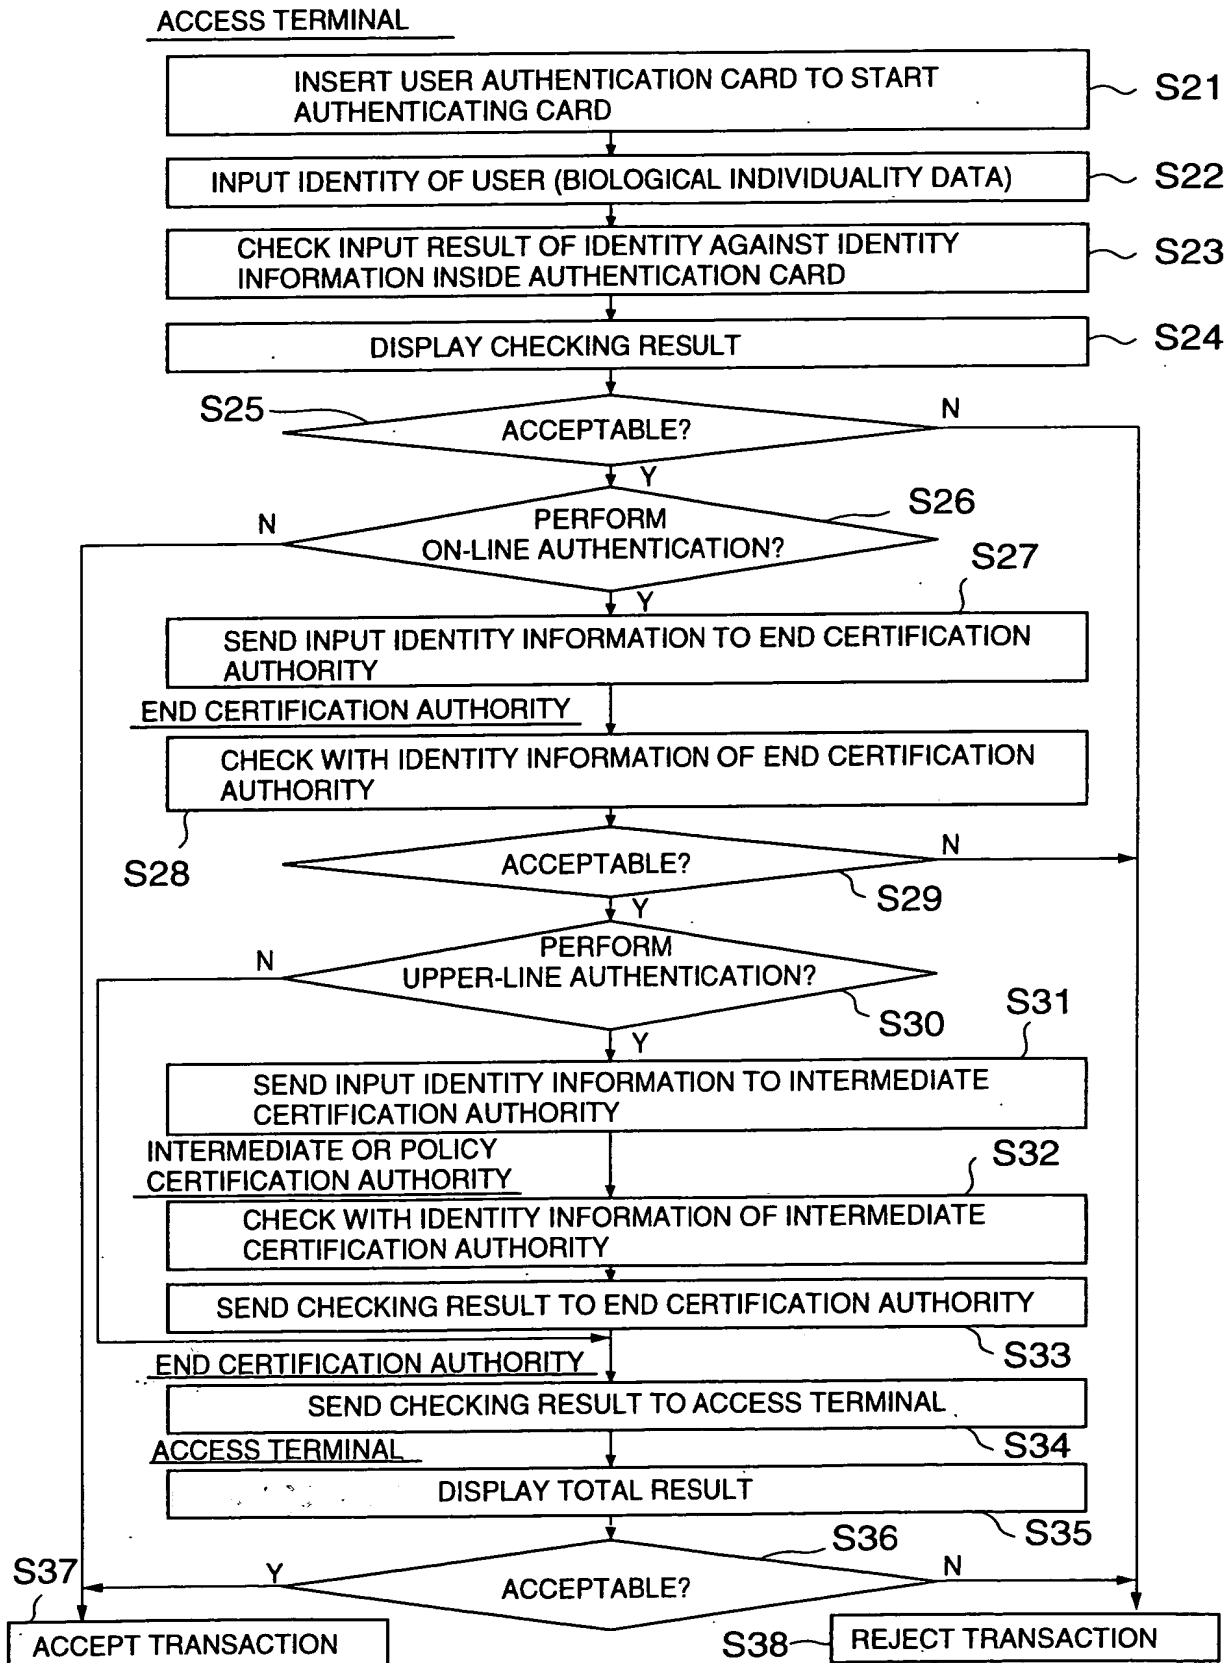 ACCESS TERMINAL
INSERT USER AUTHENTICATION CARD TO START
AUTHENTICATING CARD
S21
INPUT IDENTITY OF USER (BIOLOGICAL INDIVIDUALITY DATA)
S22
CHECK INPUT RESULT OF IDENTITY AGAINST IDENTITY
INFORMATION INSIDE AUTHENTICATION CARD
S23
DISPLAY CHECKING RESULT
S24
S25
ACCEPTABLE?
N
Y
S26
N
PERFORM
ON-LINE AUTHENTICATION?
S27
Y
SEND INPUT IDENTITY INFORMATION TO END CERTIFICATION
AUTHORITY
END CERTIFICATION AUTHORITY
CHECK WITH IDENTITY INFORMATION OF END CERTIFICATION
AUTHORITY
S28
ACCEPTABLE?
N
S29
Y
N
PERFORM
UPPER-LINE AUTHENTICATION?
S30
S31
Y
SEND INPUT IDENTITY INFORMATION TO INTERMEDIATE
CERTIFICATION AUTHORITY
INTERMEDIATE OR POLICY
CERTIFICATION AUTHORITY
S32
CHECK WITH IDENTITY INFORMATION OF INTERMEDIATE
CERTIFICATION AUTHORITY
SEND CHECKING RESULT TO END CERTIFICATION AUTHORITY
S33
END CERTIFICATION AUTHORITY
SEND CHECKING RESULT TO ACCESS TERMINAL
S34
ACCESS TERMINAL
DISPLAY TOTAL RESULT
S35
S36
S37
Y
ACCEPTABLE?
N
ACCEPT TRANSACTION
S38
REJECT TRANSACTION